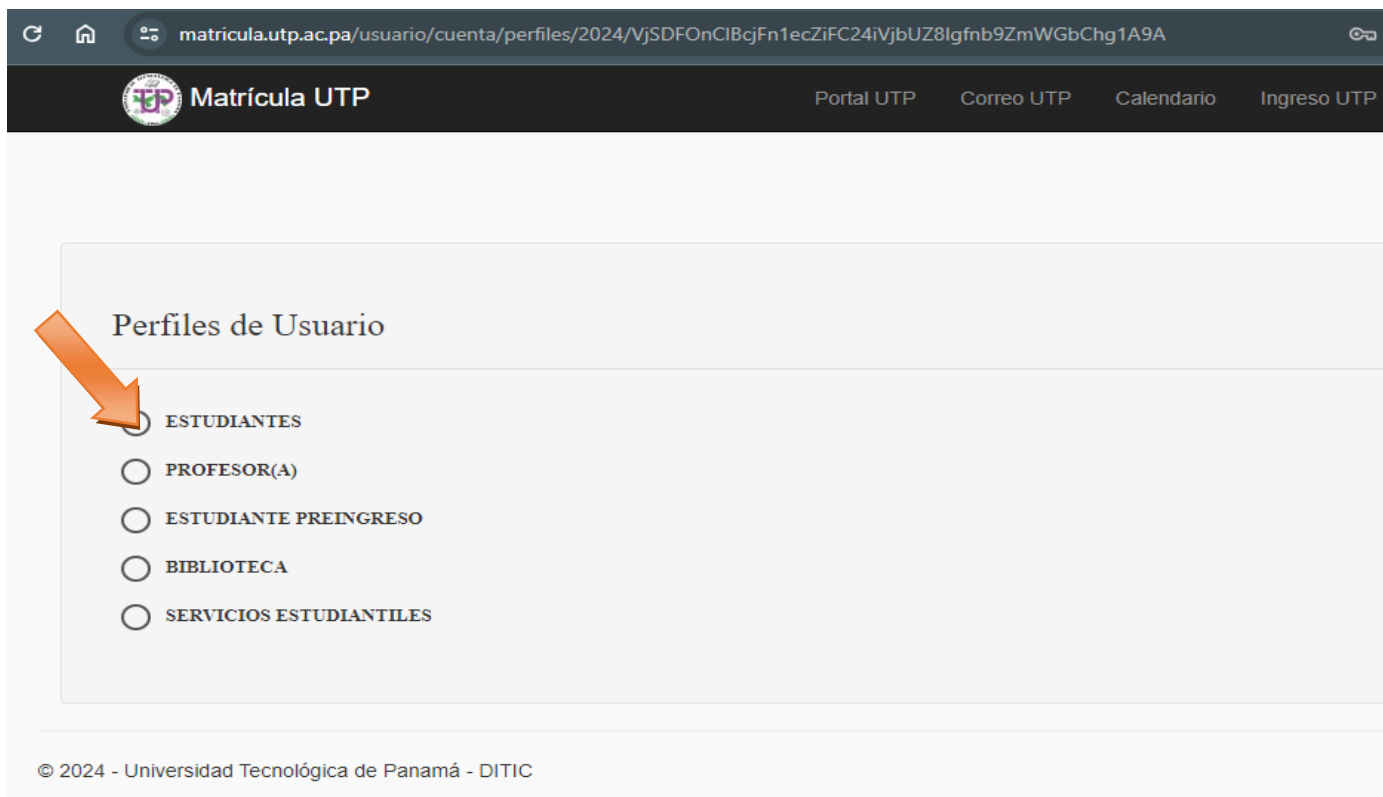 matricula.utp.ac.pa/usuario/cuenta/perfiles/2024/VjSDFOnClBcjFn1ecZiFC24iVjbUZ8lgfnb9ZmWGbChg1A9A
UTP Matrícula UTP Portal UTP Correo UTP Calendario Ingreso UTP
Perfiles de Usuario
ESTUDIANTES
PROFESOR(A)
ESTUDIANTE PREINGRESO
BIBLIOTECA
SERVICIOS ESTUDIANTILES
© 2024 - Universidad Tecnológica de Panamá - DITIC